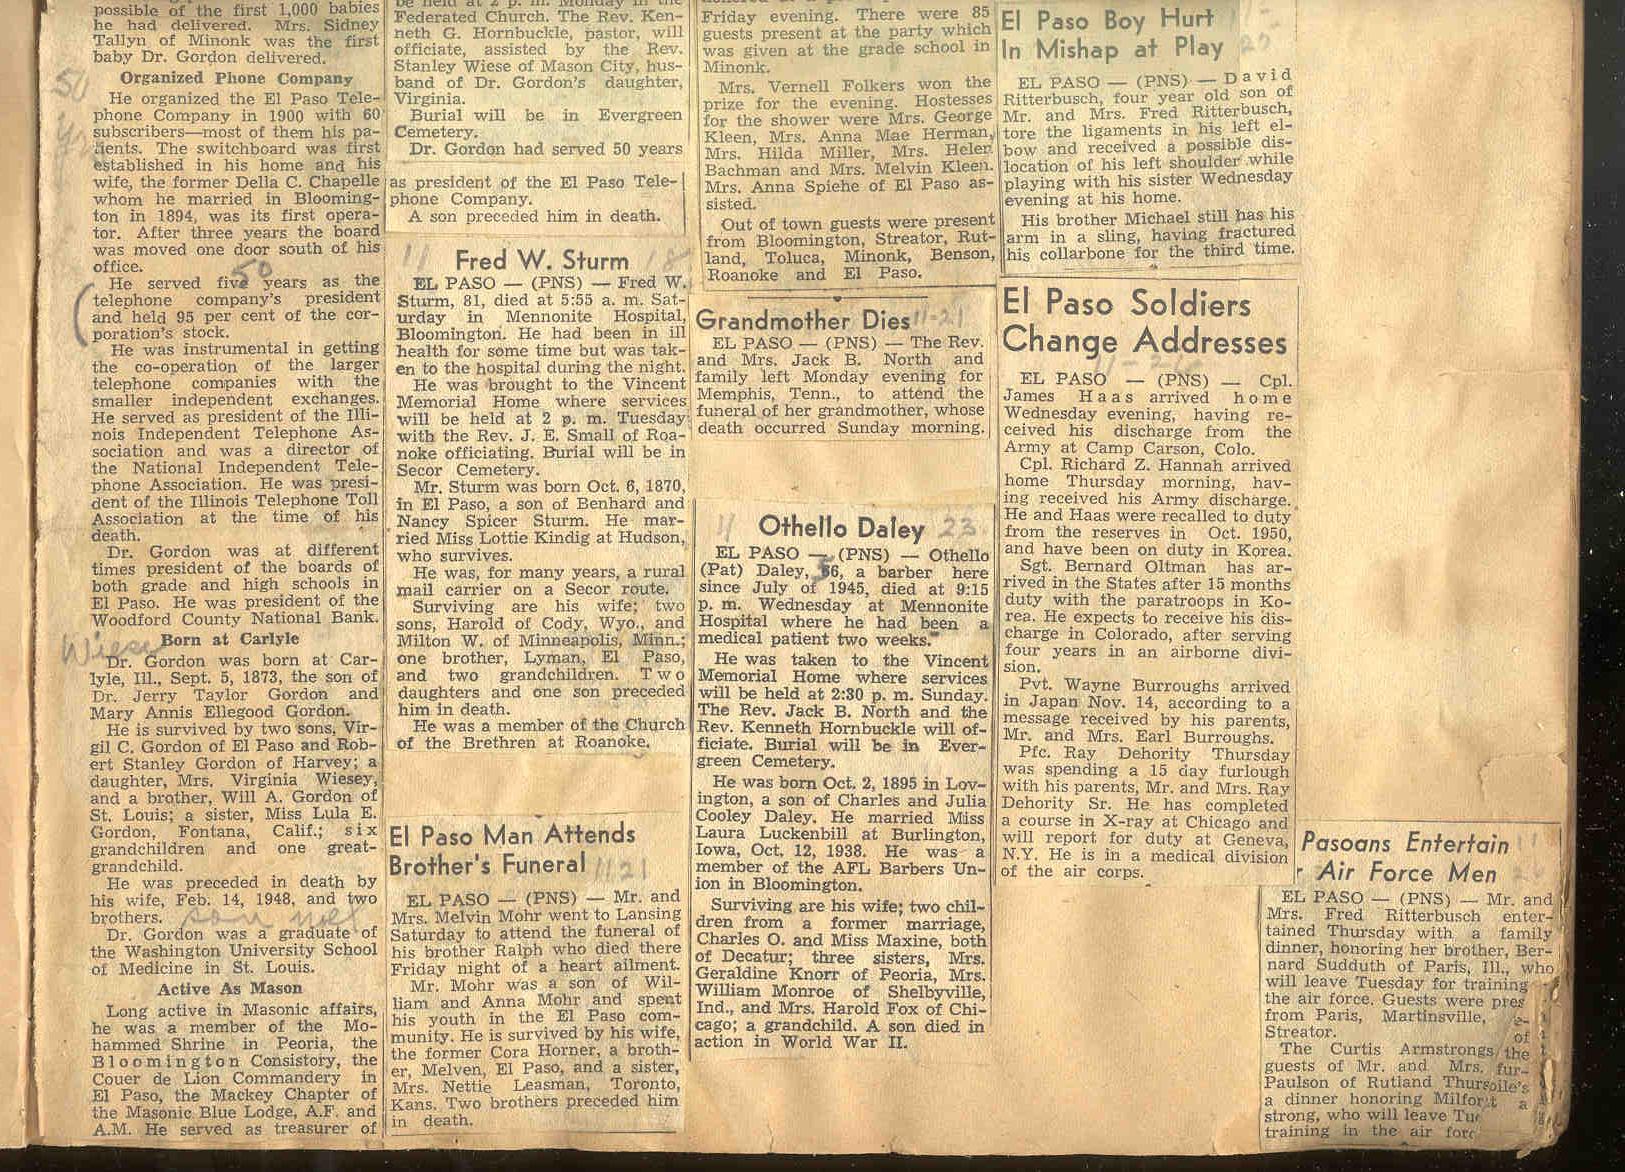 possible of the first 1,000 babies
he had delivered. Mrs. Sidney
Tallyn of Minonk was the first
baby Dr. Gordon delivered.
Organized Phone Company
50
He organized the El Paso Tele-
phone Company in 1900 with 60
subscribers—most of them his pa-
tients. The switchboard was first
established in his home and his
wife, the former Della C. Chapelle
whom he married in Blooming-
ton in 1894, was its first opera-
tor. After three years the board
was moved one door south of his
office.
50
He served five years as the
telephone company's president
and held 95 per cent of the cor-
poration's stock.
He was instrumental in getting
the co-operation of the larger
telephone companies with the
smaller independent exchanges.
He served as president of the Illi-
nois Independent Telephone As-
sociation and was a director of
the National Independent Tele-
phone Association. He was presi-
dent of the Illinois Telephone Toll
Association at the time of his
death.
Dr. Gordon was at different
times president of the boards of
both grade and high schools in
El Paso. He was president of the
Woodford County National Bank.
Born at Carlyle
Wiesey
Dr. Gordon was born at Car-
lyle, Ill., Sept. 5, 1873, the son of
Dr. Jerry Taylor Gordon and
Mary Annis Ellegood Gordon.
He is survived by two sons, Vir-
gil C. Gordon of El Paso and Rob-
ert Stanley Gordon of Harvey; a
daughter, Mrs. Virginia Wiesey,
and a brother, Will A. Gordon of
St. Louis; a sister, Miss Lula E.
Gordon, Fontana, Calif.; six
grandchildren and one great-
grandchild.
He was preceded in death by
his wife, Feb. 14, 1948, and two
brothers. son
Dr. Gordon was a graduate of
the Washington University School
of Medicine in St. Louis.
Active As Mason
Long active in Masonic affairs,
he was a member of the Mo-
hammed Shrine in Peoria, the
Bloomington Consistory, the
Couer de Lion Commandery in
El Paso, the Mackey Chapter of
the Masonic Blue Lodge, A.F. and
A.M. He served as treasurer of
be held at 2 p. m. Monday in the
Federated Church. The Rev. Ken-
neth G. Hornbuckle, pastor, will
officiate, assisted by the Rev.
Stanley Wiese of Mason City, hus-
band of Dr. Gordon's daughter,
Virginia.
Burial will be in Evergreen
Cemetery.
Dr. Gordon had served 50 years
as president of the El Paso Tele-
phone Company.
A son preceded him in death.
11 Fred W. Sturm 18
EL PASO — (PNS) — Fred W.
Sturm, 81, died at 5:55 a. m. Sat-
urday in Mennonite Hospital,
Bloomington. He had been in ill
health for some time but was tak-
en to the hospital during the night.
He was brought to the Vincent
Memorial Home where services
will be held at 2 p. m. Tuesday
with the Rev. J. E. Small of Roa-
noke officiating. Burial will be in
Secor Cemetery.
Mr. Sturm was born Oct. 6, 1870,
in El Paso, a son of Benhard and
Nancy Spicer Sturm. He mar-
ried Miss Lottie Kindig at Hudson,
who survives.
He was, for many years, a rural
mail carrier on a Secor route.
Surviving are his wife; two
sons, Harold of Cody, Wyo., and
Milton W. of Minneapolis, Minn.;
one brother, Lyman, El Paso,
and two grandchildren. Two
daughters and one son preceded
him in death.
He was a member of the Church
of the Brethren at Roanoke.
El Paso Man Attends
Brother's Funeral 11 21
EL PASO — (PNS) — Mr. and
Mrs. Melvin Mohr went to Lansing
Saturday to attend the funeral of
his brother Ralph who died there
Friday night of a heart ailment.
Mr. Mohr was a son of Wil-
liam and Anna Mohr and spent
his youth in the El Paso com-
munity. He is survived by his wife,
the former Cora Horner, a broth-
er, Melven, El Paso, and a sister,
Mrs. Nettie Leasman, Toronto,
Kans. Two brothers preceded him
in death.
Friday evening. There were 85
guests present at the party which
was given at the grade school in
Minonk.
Mrs. Vernell Folkers won the
prize for the evening. Hostesses
for the shower were Mrs. George
Kleen, Mrs. Anna Mae Herman,
Mrs. Hilda Miller, Mrs. Helen
Bachman and Mrs. Melvin Kleen.
Mrs. Anna Spiehe of El Paso as-
sisted.
Out of town guests were present
from Bloomington, Streator, Rut-
land, Toluca, Minonk, Benson,
Roanoke and El Paso.
Grandmother Dies 11-21
EL PASO — (PNS) — The Rev.
and Mrs. Jack B. North and
family left Monday evening for
Memphis, Tenn., to attend the
funeral of her grandmother, whose
death occurred Sunday morning.
11 Othello Daley 23
EL PASO — (PNS) — Othello
(Pat) Daley, 56, a barber here
since July of 1945, died at 9:15
p. m. Wednesday at Mennonite
Hospital where he had been a
medical patient two weeks.
He was taken to the Vincent
Memorial Home where services
will be held at 2:30 p. m. Sunday.
The Rev. Jack B. North and the
Rev. Kenneth Hornbuckle will of-
ficiate. Burial will be in Ever-
green Cemetery.
He was born Oct. 2, 1895 in Lov-
ington, a son of Charles and Julia
Cooley Daley. He married Miss
Laura Luckenbill at Burlington,
Iowa, Oct. 12, 1938. He was a
member of the AFL Barbers Un-
ion in Bloomington.
Surviving are his wife; two chil-
dren from a former marriage,
Charles O. and Miss Maxine, both
of Decatur; three sisters, Mrs.
Geraldine Knorr of Peoria, Mrs.
William Monroe of Shelbyville,
Ind., and Mrs. Harold Fox of Chi-
cago; a grandchild. A son died in
action in World War II.
El Paso Boy Hurt
In Mishap at Play
EL PASO — (PNS) — David
Ritterbusch, four year old son of
Mr. and Mrs. Fred Ritterbusch,
tore the ligaments in his left el-
bow and received a possible dis-
location of his left shoulder while
playing with his sister Wednesday
evening at his home.
His brother Michael still has his
arm in a sling, having fractured
his collarbone for the third time.
El Paso Soldiers
Change Addresses
EL PASO — (PNS) — Cpl.
James Haas arrived home
Wednesday evening, having re-
ceived his discharge from the
Army at Camp Carson, Colo.
Cpl. Richard Z. Hannah arrived
home Thursday morning, hav-
ing received his Army discharge.
He and Haas were recalled to duty
from the reserves in Oct. 1950,
and have been on duty in Korea.
Sgt. Bernard Oltman has ar-
rived in the States after 15 months
duty with the paratroops in Ko-
rea. He expects to receive his dis-
charge in Colorado, after serving
four years in an airborne divi-
sion.
Pvt. Wayne Burroughs arrived
in Japan Nov. 14, according to a
message received by his parents,
Mr. and Mrs. Earl Burroughs.
Pfc. Ray Dehority Thursday
was spending a 15 day furlough
with his parents, Mr. and Mrs. Ray
Dehority Sr. He has completed
a course in X-ray at Chicago and
will report for duty at Geneva,
N.Y. He is in a medical division
of the air corps.
Pasoans Entertain
Air Force Men
EL PASO — (PNS) — Mr. and
Mrs. Fred Ritterbusch enter-
tained Thursday with a family
dinner, honoring her brother, Ber-
nard Sudduth of Paris, Ill., who
will leave Tuesday for training
the air force. Guests were pres
from Paris, Martinsville,
Streator. of
The Curtis Armstrongs the
guests of Mr. and Mrs. fur-
Paulson of Rutland Thurs oile's
a dinner honoring Milfor t a
strong, who will leave Tue
training in the air forc